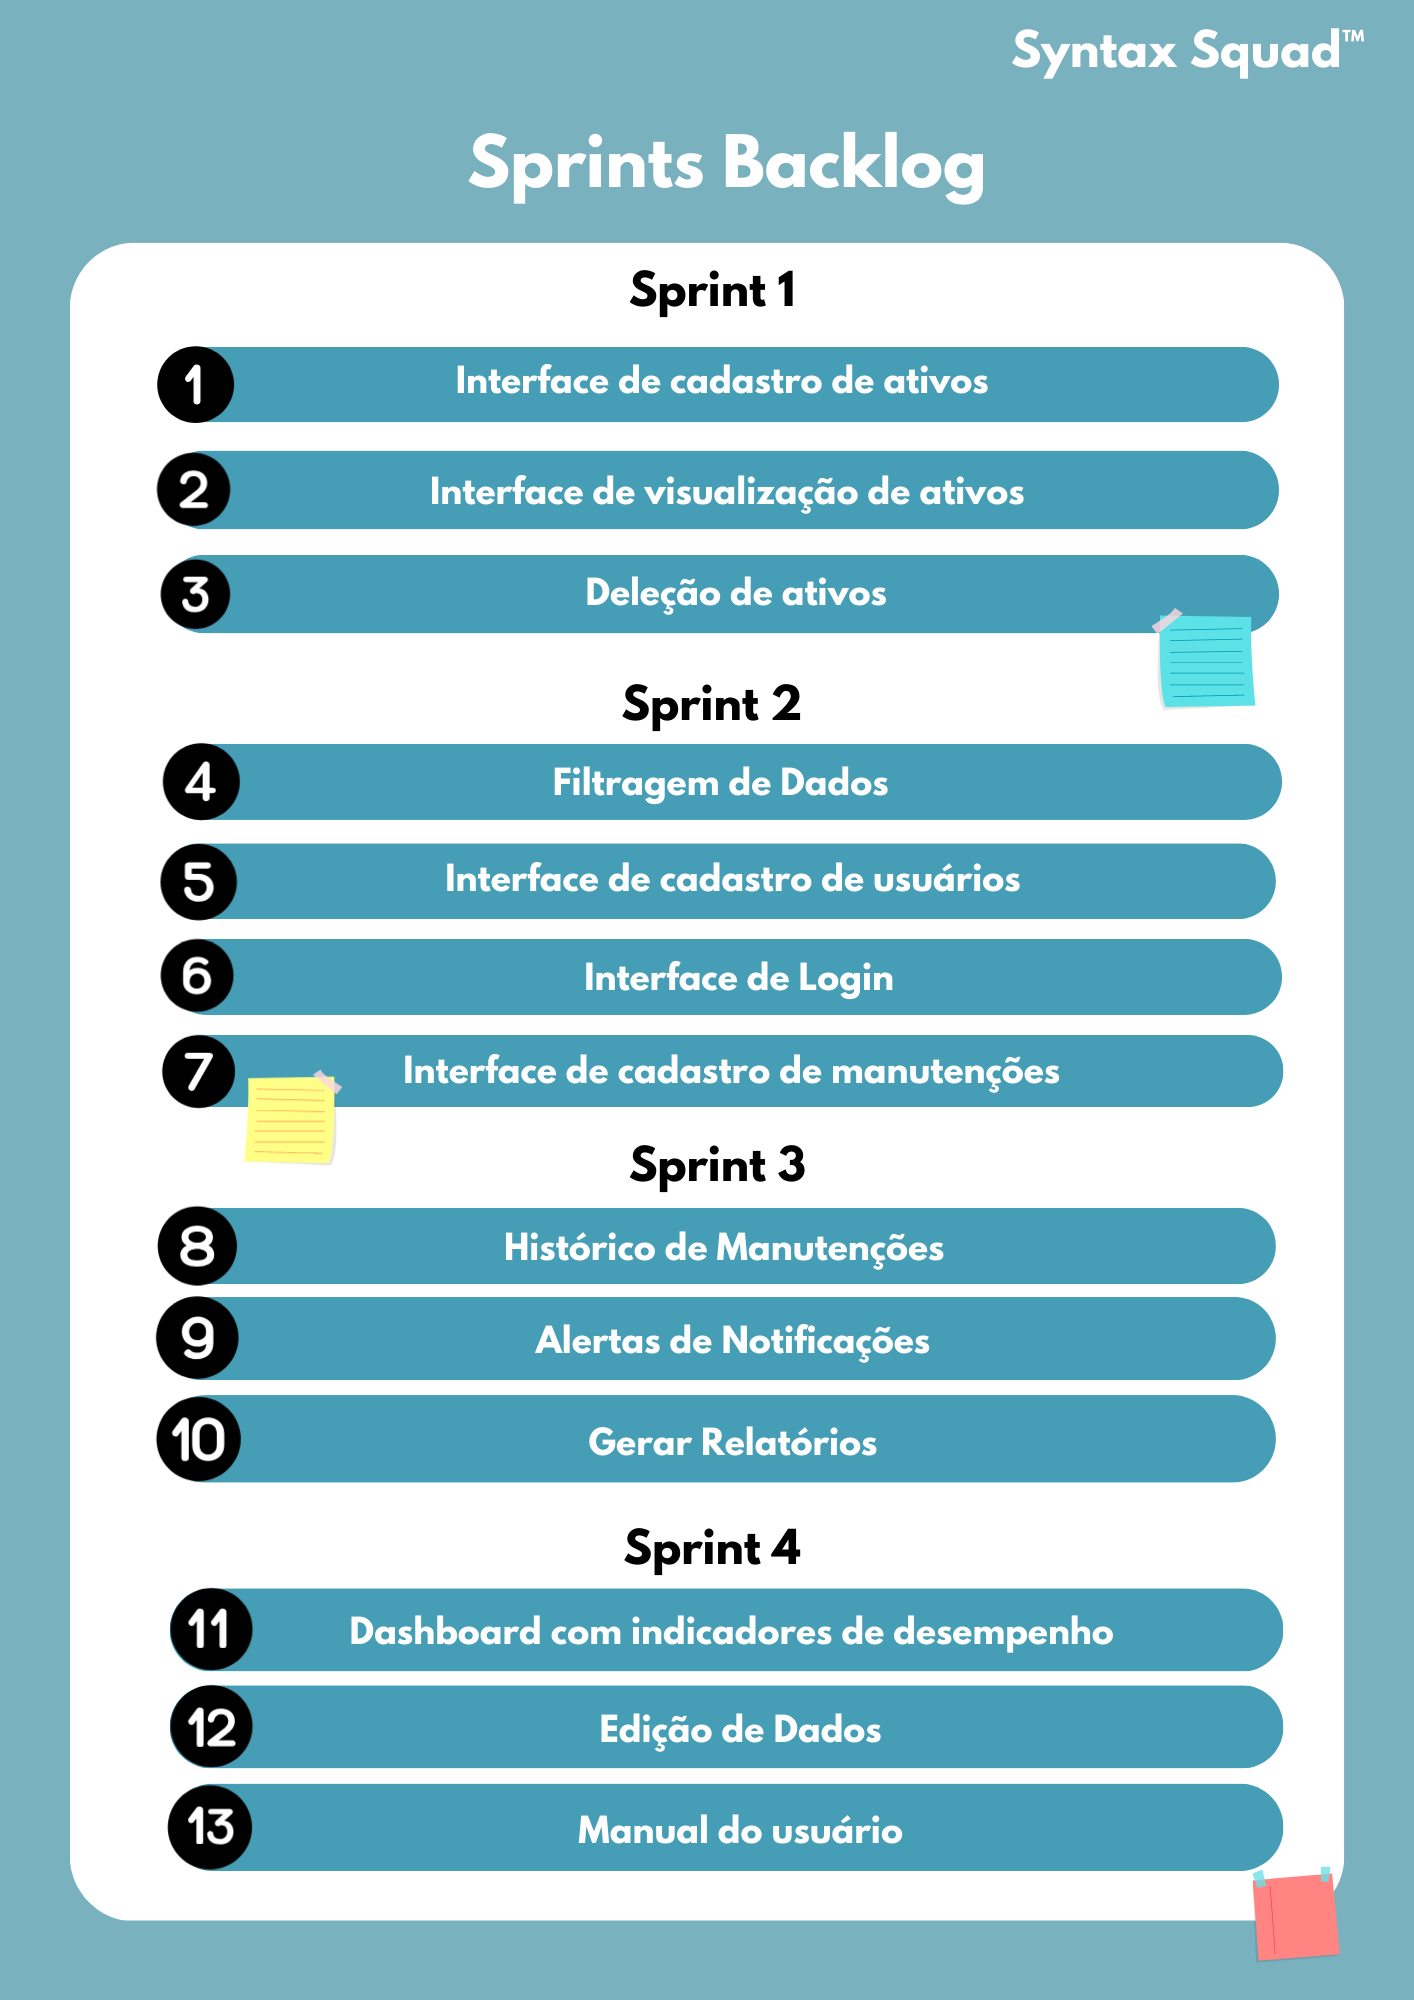 Syntax Squad™
Sprints Backlog
Sprint 1
1 Interface de cadastro de ativos
2 Interface de visualização de ativos
3 Deleção de ativos
Sprint 2
4 Filtragem de Dados
5 Interface de cadastro de usuários
6 Interface de Login
7 Interface de cadastro de manutenções
Sprint 3
8 Histórico de Manutenções
9 Alertas de Notificações
10 Gerar Relatórios
Sprint 4
11 Dashboard com indicadores de desempenho
12 Edição de Dados
13 Manual do usuário